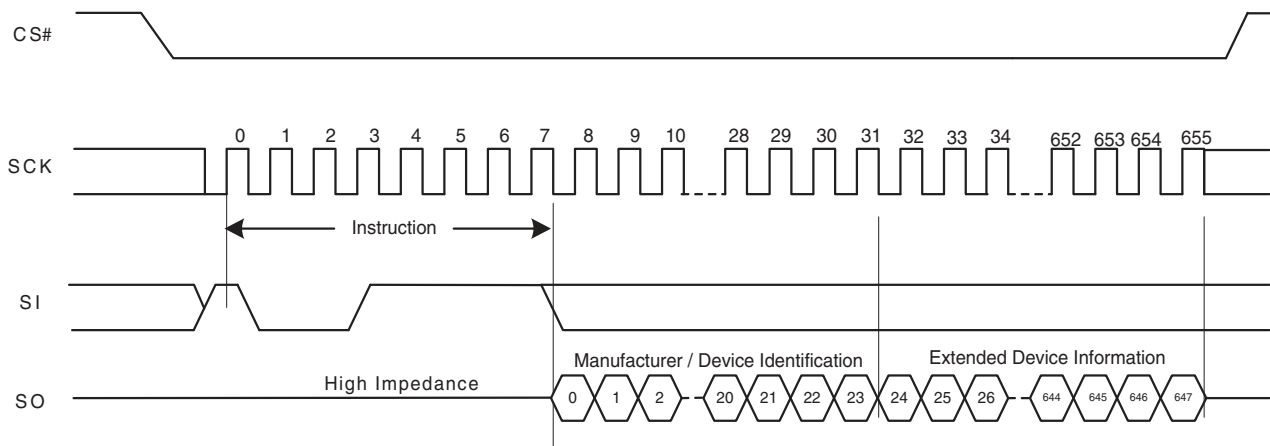 CS#
0 1 2 3 4 5 6 7 8 9 10 28 29 30 31 32 33 34 652 653 654 655
SCK
Instruction
SI
Manufacturer / Device Identification Extended Device Information
High Impedance
SO 0 1 2 20 21 22 23 24 25 26 644 645 646 647